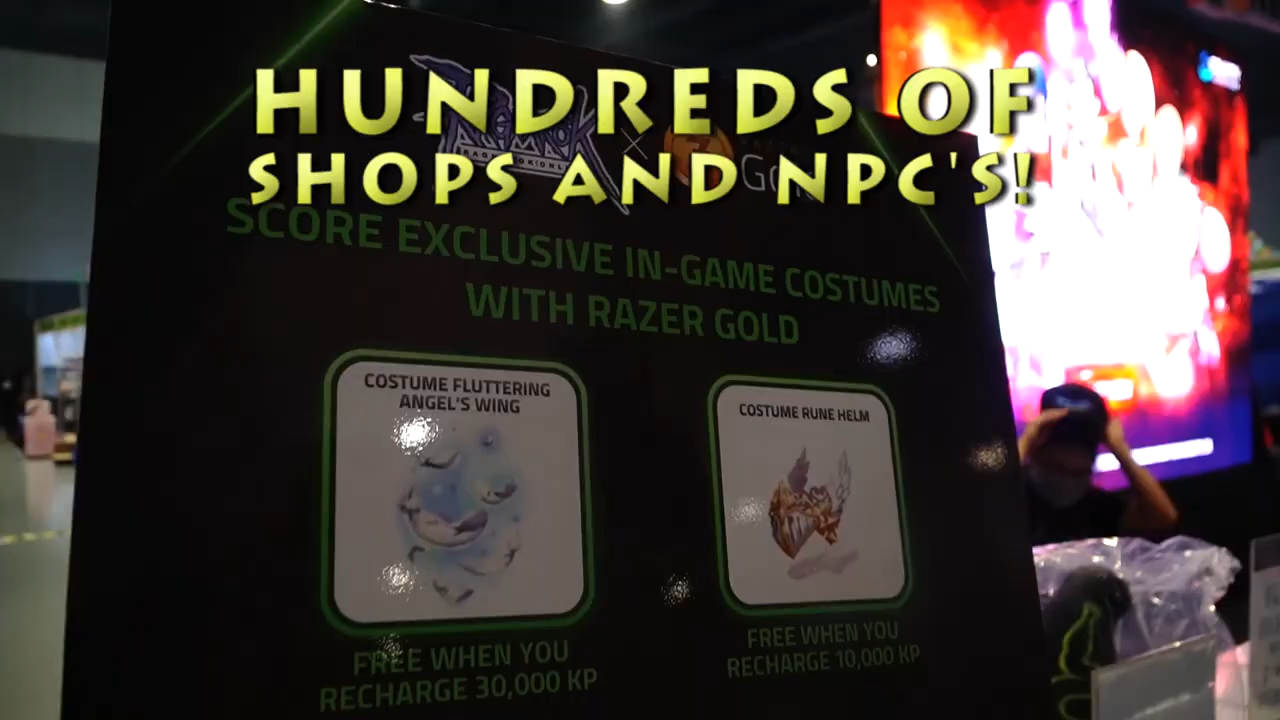 HUNDREDS OF
SHOPS AND NPC'S!
SCORE EXCLUSIVE IN-GAME COSTUMES
WITH RAZER GOLD
COSTUME FLUTTERING
ANGEL'S WING
COSTUME RUNE HELM
FREE WHEN YOU
RECHARGE 30,000 KP
FREE WHEN YOU
RECHARGE 10,000 KP